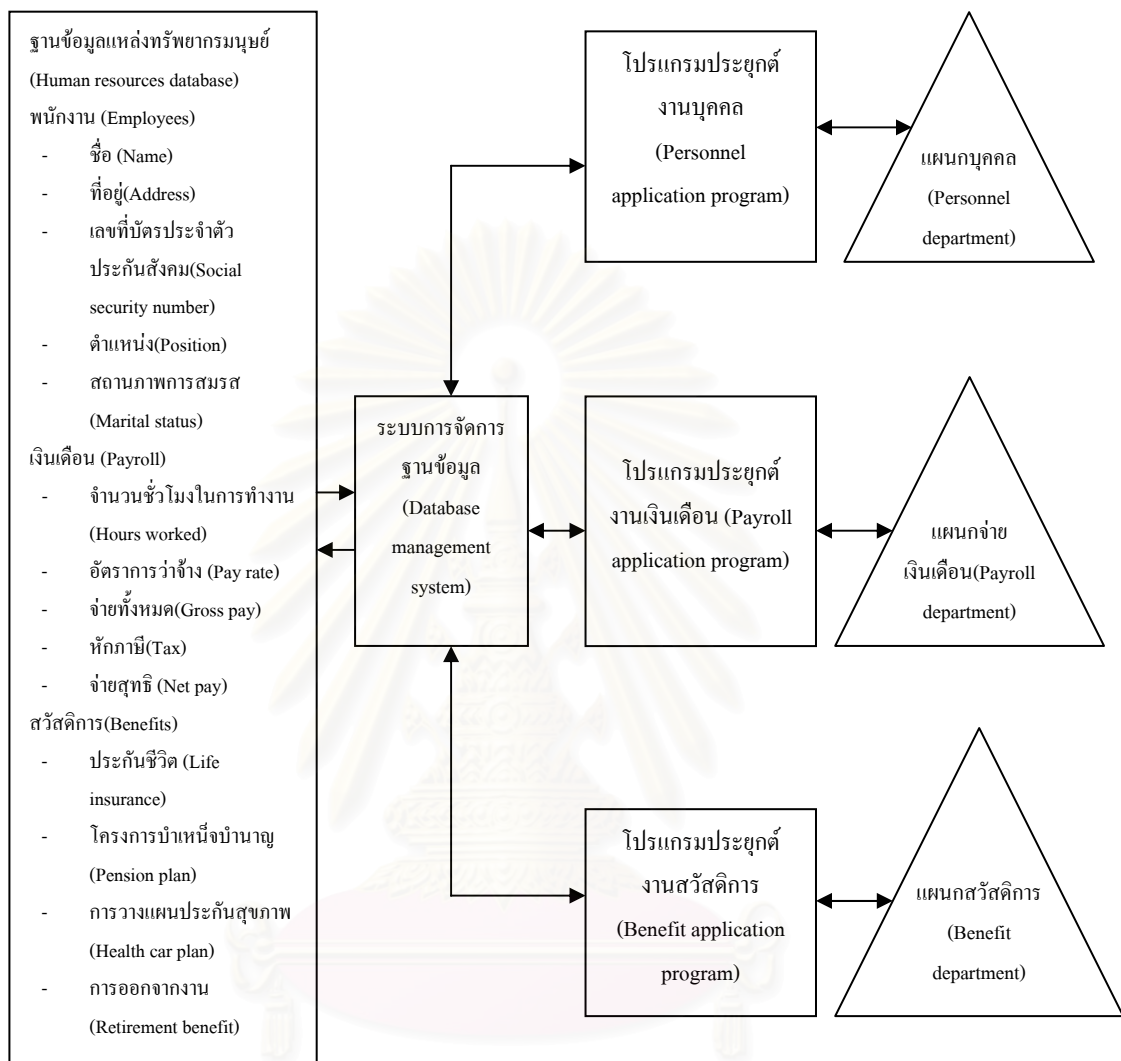 ฐานข้อมูลแหล่งทรัพยากรมนุษย์
(Human resources database)
พนักงาน (Employees)
- ชื่อ (Name)
- ที่อยู่(Address)
- เลขที่บัตรประจำตัว
ประกันสังคม(Social
security number)
- ตำแหน่ง(Position)
- สถานภาพการสมรส
(Marital status)
เงินเดือน (Payroll)
- จำนวนชั่วโมงในการทำงาน
(Hours worked)
- อัตราการว่าจ้าง (Pay rate)
- จ่ายทั้งหมด(Gross pay)
- หักภาษี(Tax)
- จ่ายสุทธิ (Net pay)
สวัสดิการ(Benefits)
- ประกันชีวิต (Life
insurance)
- โครงการบำเหน็จบำนาญ
(Pension plan)
- การวางแผนประกันสุขภาพ
(Health car plan)
- การออกจากงาน
(Retirement benefit)
ระบบการจัดการ
ฐานข้อมูล
(Database
management
system)
โปรแกรมประยุกต์
งานบุคคล
(Personnel
application program)
แผนกบุคคล
(Personnel
department)
โปรแกรมประยุกต์
งานเงินเดือน (Payroll
application program)
แผนกจ่าย
เงินเดือน(Payroll
department)
โปรแกรมประยุกต์
งานสวัสดิการ
(Benefit application
program)
แผนกสวัสดิการ
(Benefit
department)